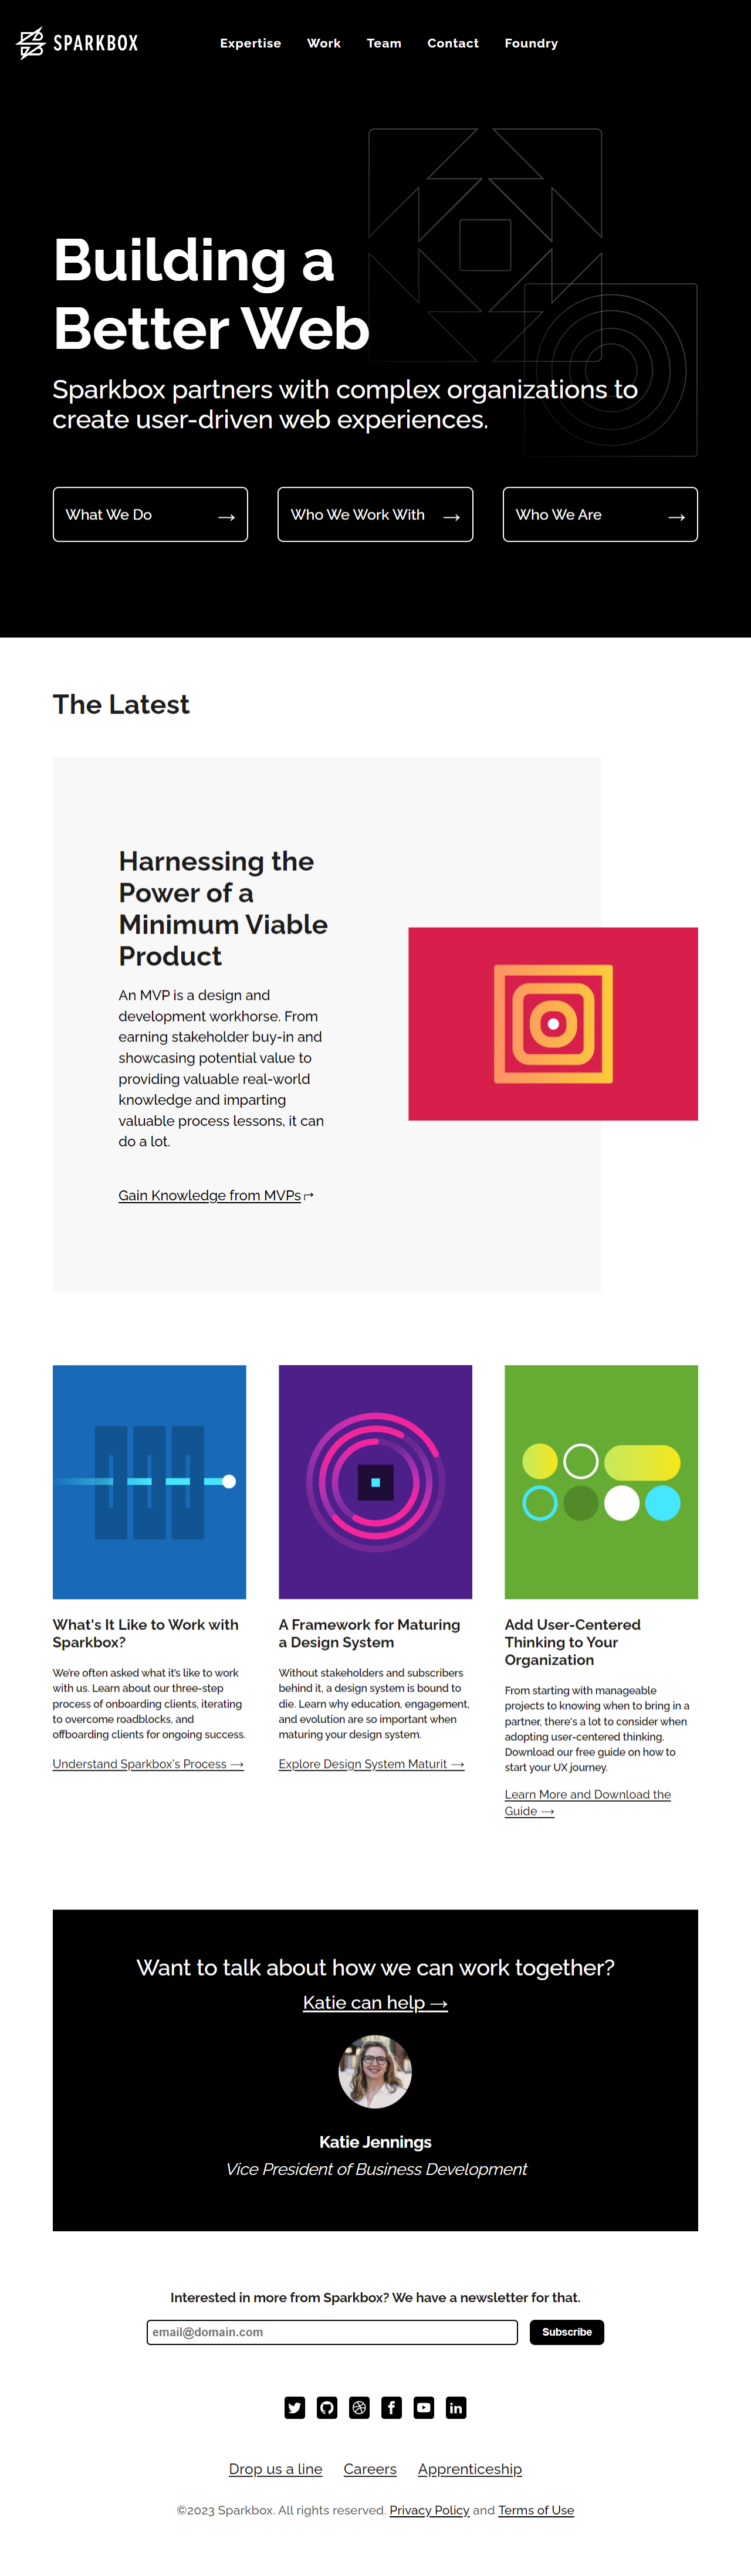 SPARKBOX
Expertise
Work
Team
Contact
Foundry
Building a
Better Web
Sparkbox partners with complex organizations to
create user-driven web experiences.
What We Do →
Who We Work With →
Who We Are →
The Latest
Harnessing the
Power of a
Minimum Viable
Product
An MVP is a design and
development workhorse. From
earning stakeholder buy-in and
showcasing potential value to
providing valuable real-world
knowledge and imparting
valuable process lessons, it can
do a lot.
Gain Knowledge from MVPs
What's It Like to Work with
Sparkbox?
We're often asked what it's like to work
with us. Learn about our three-step
process of onboarding clients, iterating
to overcome roadblocks, and
offboarding clients for ongoing success.
Understand Sparkbox's Process →
A Framework for Maturing
a Design System
Without stakeholders and subscribers
behind it, a design system is bound to
die. Learn why education, engagement,
and evolution are so important when
maturing your design system.
Explore Design System Maturit →
Add User-Centered
Thinking to Your
Organization
From starting with manageable
projects to knowing when to bring in a
partner, there's a lot to consider when
adopting user-centered thinking.
Download our free guide on how to
start your UX journey.
Learn More and Download the
Guide →
Want to talk about how we can work together?
Katie can help →
Katie Jennings
Vice President of Business Development
Interested in more from Sparkbox? We have a newsletter for that.
email@domain.com
Subscribe
Drop us a line
Careers
Apprenticeship
©2023 Sparkbox. All rights reserved. Privacy Policy and Terms of Use